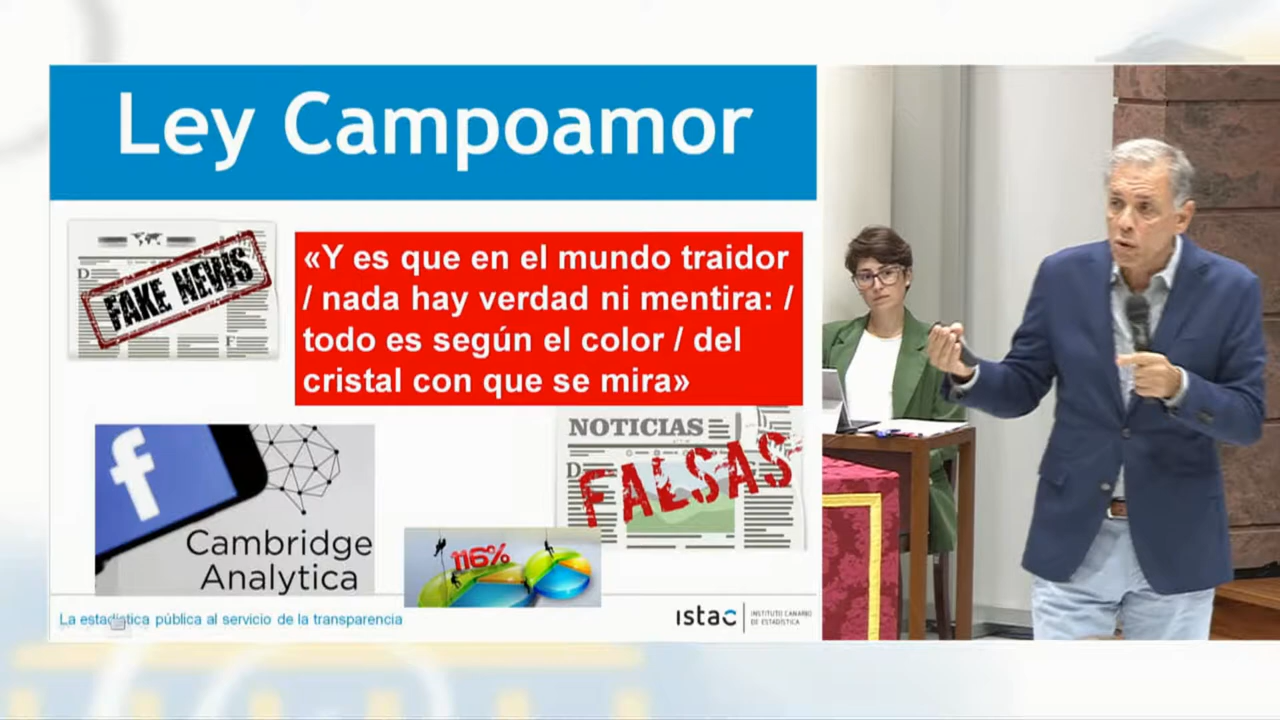 Ley Campoamor
FAKE NEWS
«Y es que en el mundo traidor
/ nada hay verdad ni mentira: /
todo es según el color / del
cristal con que se mira»
NOTICIAS
FALSAS
f
Cambridge
Analytica
116%
La estadística pública al servicio de la transparencia
istac
INSTITUTO CANARIO
DE ESTADÍSTICA